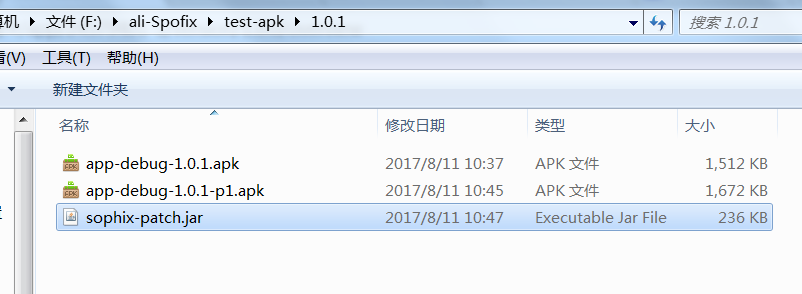 算机 ▸ 文件 (F:) ▸ ali-Spofix ▸ test-apk ▸ 1.0.1 搜索 1.0.1
看(V) 工具(T) 帮助(H)
新建文件夹
名称 修改日期 类型 大小
app-debug-1.0.1.apk 2017/8/11 10:37 APK 文件 1,512 KB
app-debug-1.0.1-p1.apk 2017/8/11 10:45 APK 文件 1,672 KB
sophix-patch.jar 2017/8/11 10:47 Executable Jar File 236 KB